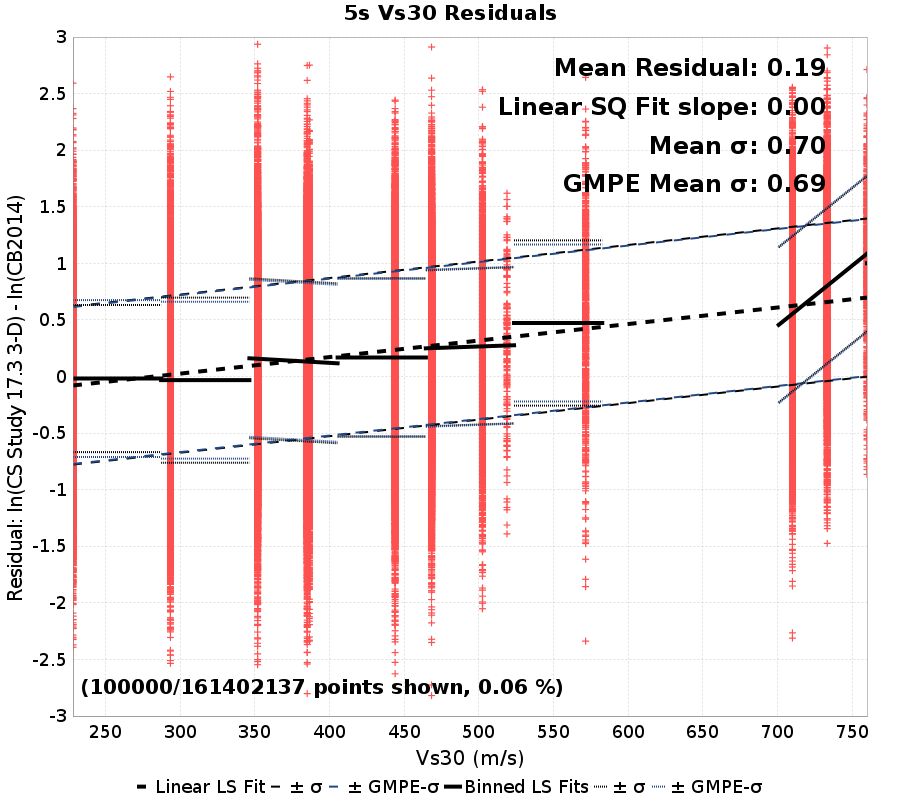 5s Vs30 Residuals
Mean Residual: 0.19
Linear SQ Fit slope: 0.00
Mean σ: 0.70
GMPE Mean σ: 0.69
Residual: ln(CS Study 17.3 3-D) - ln(CB2014)
3
2.5
2
1.5
1
0.5
0
-0.5
-1
-1.5
-2
-2.5
-3
(100000/161402137 points shown, 0.06 %)
250 300 350 400 450 500 550 600 650 700 750
Vs30 (m/s)
Linear LS Fit ± σ ± GMPE-σ Binned LS Fits ± σ ± GMPE-σ